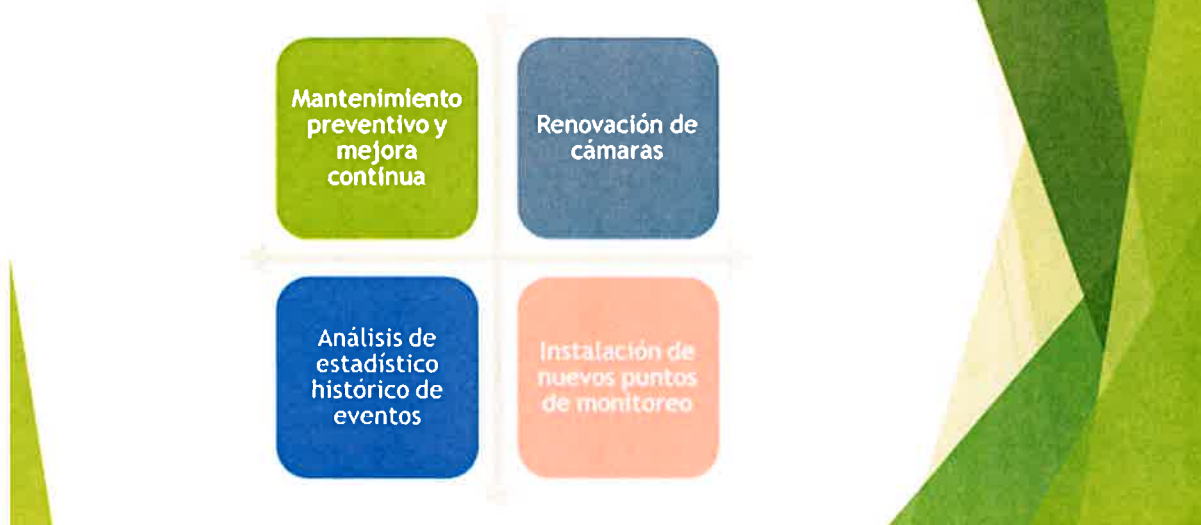 Mantenimiento
preventivo y
mejora
continua
Renovación de
cámaras
Análisis de
estadístico
histórico de
eventos
Instalación de
nuevos puntos
de monitoreo